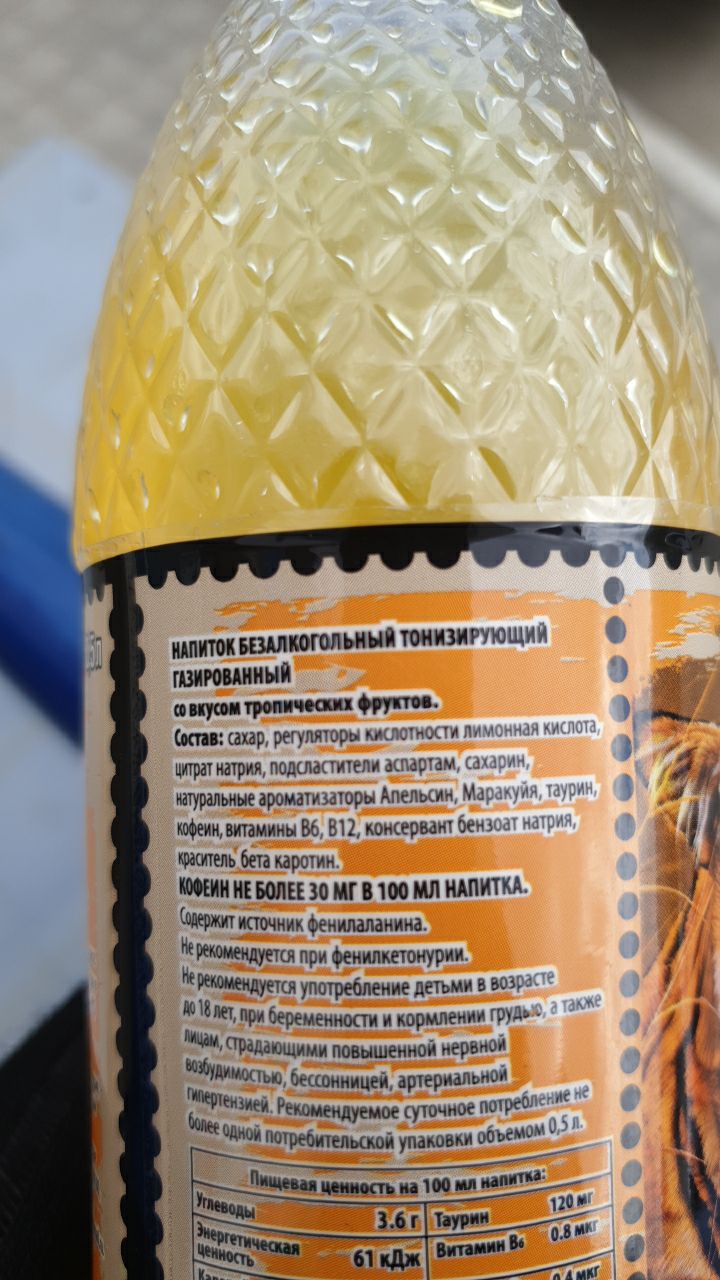 НАПИТОК БЕЗАЛКОГОЛЬНЫЙ ТОНИЗИРУЮЩИЙ
ГАЗИРОВАННЫЙ
со вкусом тропических фруктов.
Состав: сахар, регуляторы кислотности лимонная кислота,
цитрат натрия, подсластители аспартам, сахарин,
натуральные ароматизаторы Апельсин, Маракуйя, таурин,
кофеин, витамины В6, В12, консервант бензоат натрия,
краситель бета каротин.
КОФЕИН НЕ БОЛЕЕ 30 МГ В 100 МЛ НАПИТКА.
Содержит источник фенилаланина.
Не рекомендуется при фенилкетонурии.
Не рекомендуется употребление детьми в возрасте
до 18 лет, при беременности и кормлении грудью, а также
лицам, страдающими повышенной нервной
возбудимостью, бессонницей, артериальной
гипертензией. Рекомендуемое суточное потребление не
более одной потребительской упаковки объемом 0,5 л.
Пищевая ценность на 100 мл напитка:
Углеводы 3.6 г Таурин 120 мг
Энергетическая ценность 61 кДж Витамин В₆ 0.8 мкг